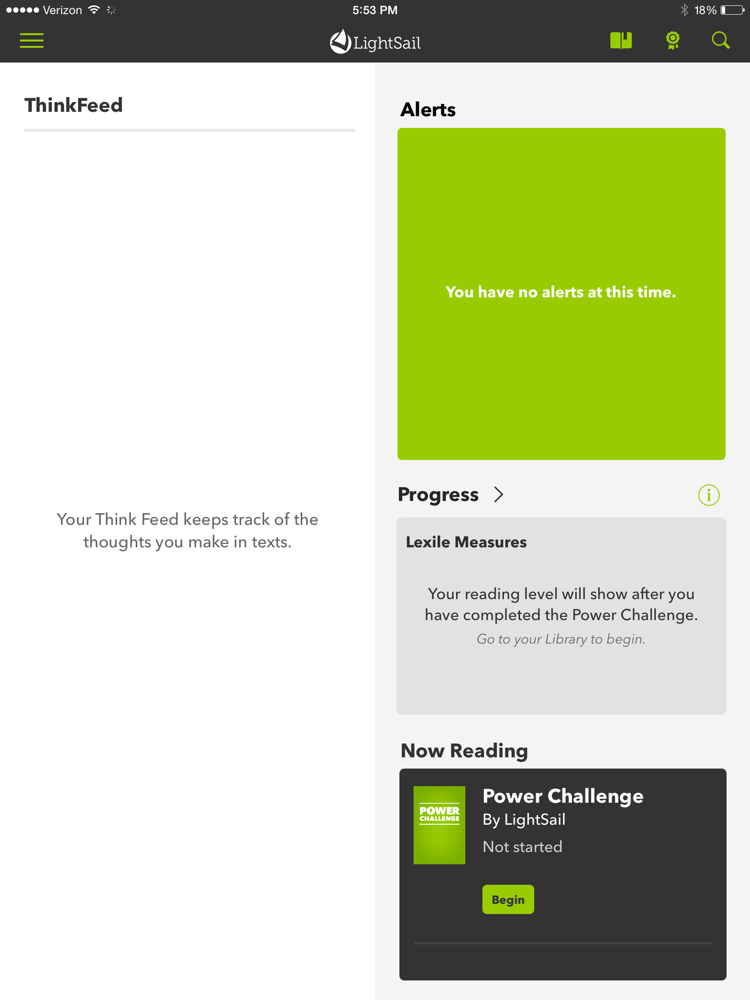 Verizon
5:53 PM
18%
LightSail
ThinkFeed
Your Think Feed keeps track of the
thoughts you make in texts.
Alerts
You have no alerts at this time.
Progress
i
Lexile Measures
Your reading level will show after you
have completed the Power Challenge.
Go to your Library to begin.
Now Reading
POWER
CHALLENGE
Power Challenge
By LightSail
Not started
Begin